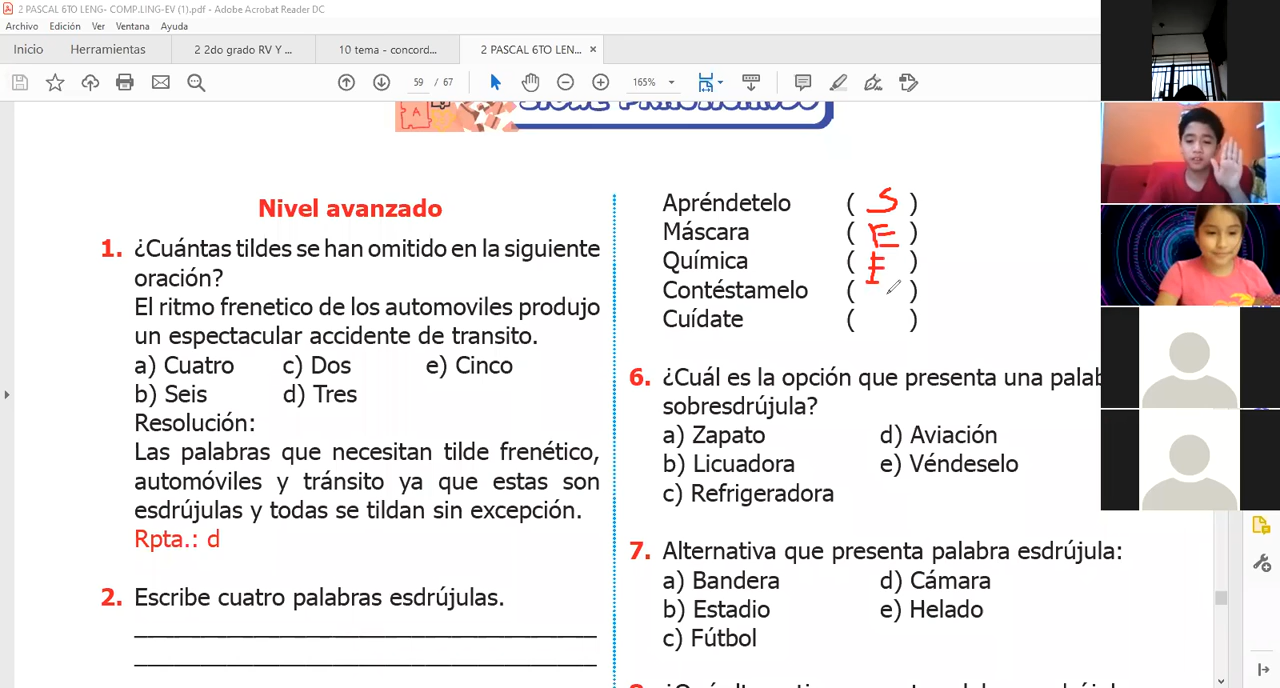 2 PASCAL 6TO LENG- COMP.LING-EV (1).pdf - Adobe Acrobat Reader DC
Archivo Edición Ver Ventana Ayuda
Inicio Herramientas 2 2do grado RV Y ... 10 tema - concord... 2 PASCAL 6TO LEN... ×
59 / 67 165%
Nivel avanzado
1. ¿Cuántas tildes se han omitido en la siguiente
oración?
El ritmo frenetico de los automoviles produjo
un espectacular accidente de transito.
a) Cuatro c) Dos e) Cinco
b) Seis d) Tres
Resolución:
Las palabras que necesitan tilde frenético,
automóviles y tránsito ya que estas son
esdrújulas y todas se tildan sin excepción.
Rpta.: d
2. Escribe cuatro palabras esdrújulas.
Apréndetelo ( S )
Máscara ( E )
Química ( E )
Contéstamelo ( )
Cuídate ( )
6. ¿Cuál es la opción que presenta una palab
sobresdrújula?
a) Zapato d) Aviación
b) Licuadora e) Véndeselo
c) Refrigeradora
7. Alternativa que presenta palabra esdrújula:
a) Bandera d) Cámara
b) Estadio e) Helado
c) Fútbol